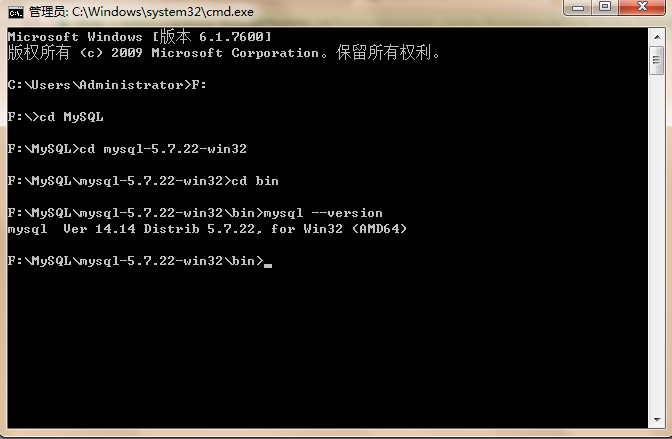 管理员: C:\Windows\system32\cmd.exe
Microsoft Windows [版本 6.1.7600]
版权所有 (c) 2009 Microsoft Corporation。保留所有权利。
C:\Users\Administrator>F:
F:\>cd MySQL
F:\MySQL>cd mysql-5.7.22-win32
F:\MySQL\mysql-5.7.22-win32>cd bin
F:\MySQL\mysql-5.7.22-win32\bin>mysql --version
mysql  Ver 14.14 Distrib 5.7.22, for Win32 (AMD64)
F:\MySQL\mysql-5.7.22-win32\bin>